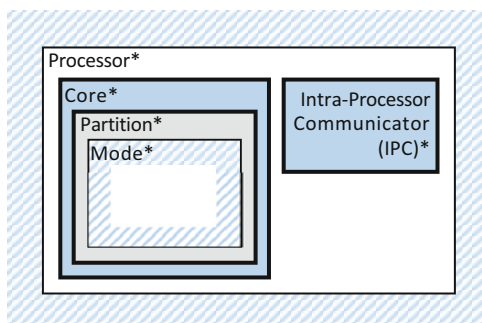 Processor*
Core*
Partition*
Mode*
Intra-Processor
Communicator
(IPC)*